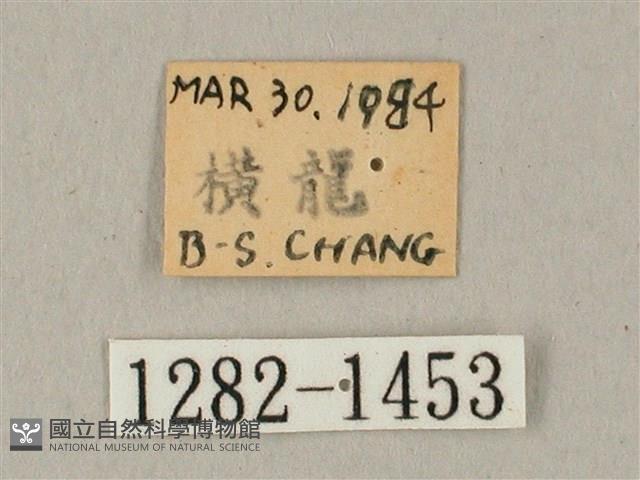 MAR 30. 1984
橫龍
B-S. CHANG
1282-1453
國立自然科學博物館
NATIONAL MUSEUM OF NATURAL SCIENCE